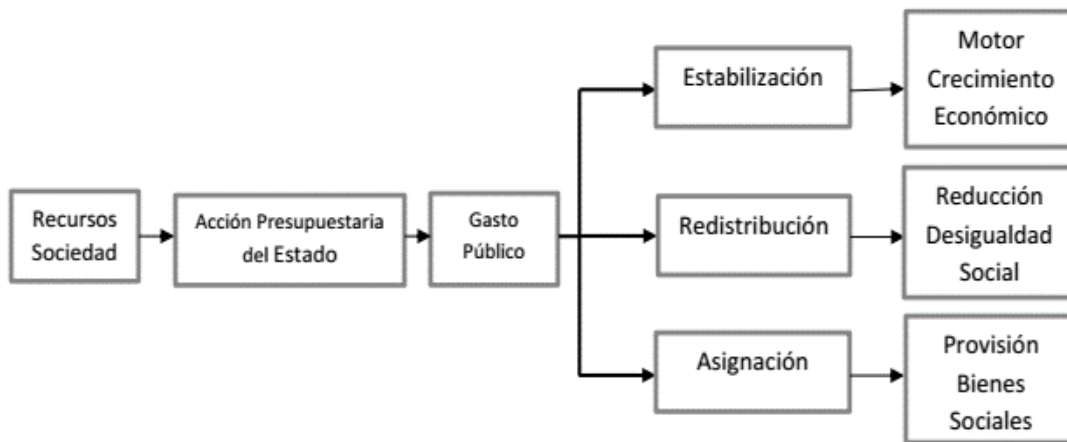 Recursos
Sociedad
Acción Presupuestaria
del Estado
Gasto
Público
Estabilización
Motor
Crecimiento
Económico
Redistribución
Reducción
Desigualdad
Social
Asignación
Provisión
Bienes
Sociales